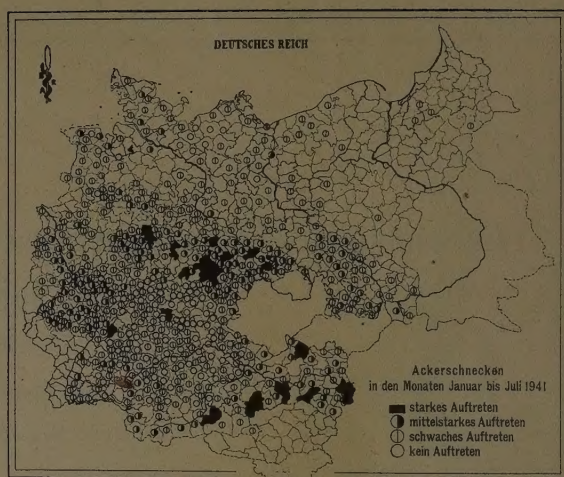 DEUTSCHES REICH
Ackerschnecken
in den Monaten Januar bis Juli 1941
starkes Auftreten
mittelstarkes Auftreten
schwaches Auftreten
kein Auftreten